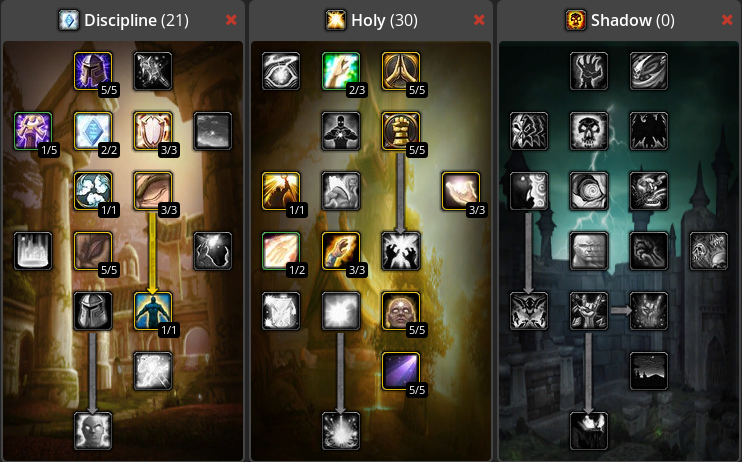 Discipline (21) Holy (30) Shadow (0)
5/5 2/3 5/5
1/5 2/2 3/3 5/5
1/1 3/3 1/1 3/3
5/5 1/2 3/3
1/1 5/5
5/5